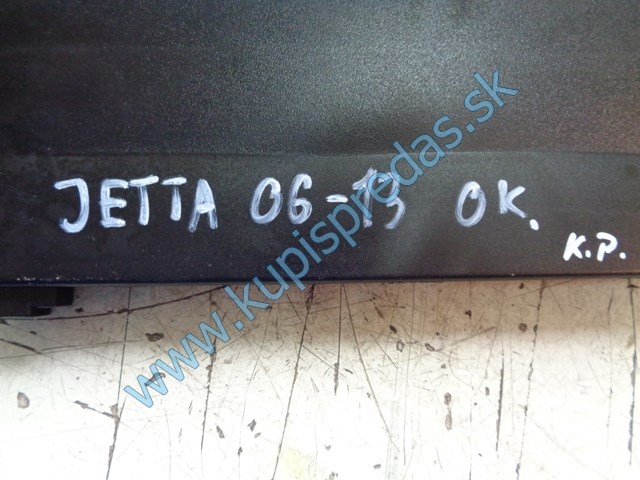 JETTA 06-13 OK.
K.P.
www.kupispredas.sk